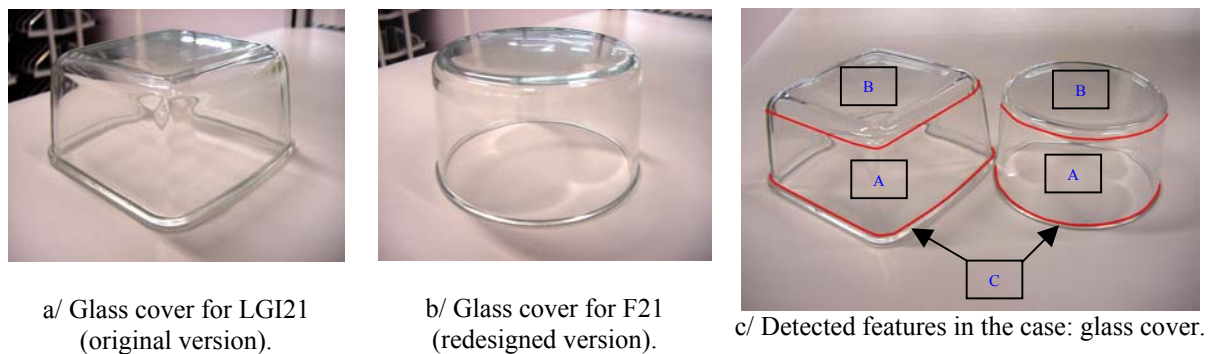 B
B
A
A
C
a/ Glass cover for LGI21
(original version).
b/ Glass cover for F21
(redesigned version).
c/ Detected features in the case: glass cover.